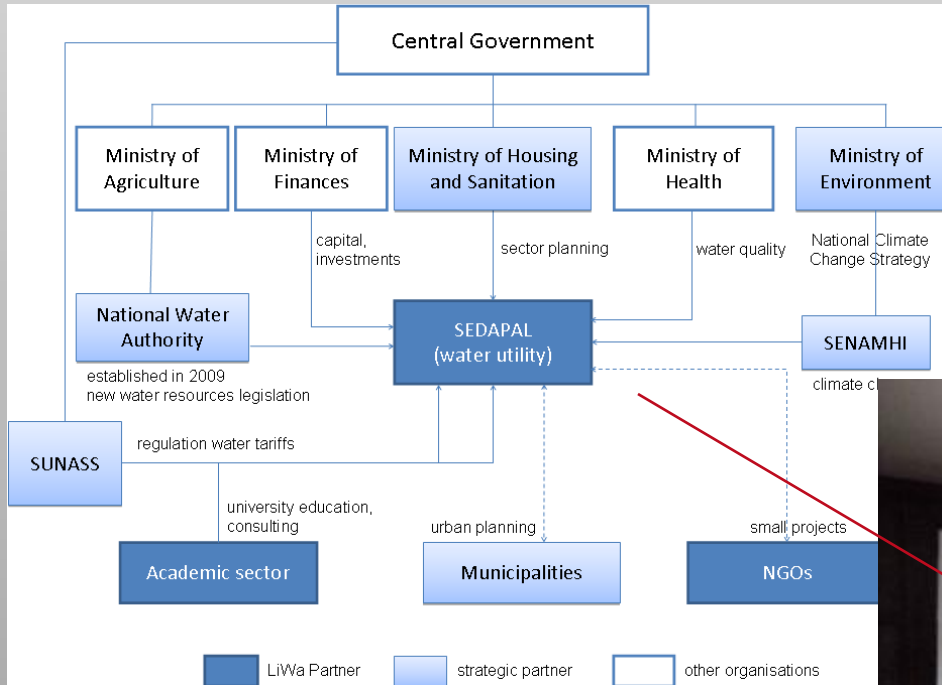 Central Government
Ministry of
Agriculture
Ministry of
Finances
Ministry of Housing
and Sanitation
Ministry of
Health
Ministry of
Environment
capital,
investments
sector planning
water quality
National Climate
Change Strategy
National Water
Authority
SEDAPAL
(water utility)
SENAMHI
established in 2009
new water resources legislation
climate
SUNASS
regulation water tariffs
university education,
consulting
urban planning
small projects
Academic sector
Municipalities
NGOs
LiWa Partner
strategic partner
other organisations